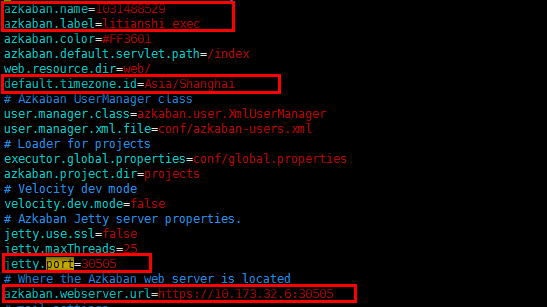 azkaban.name=1031488529
azkaban.label=litianshi exec
azkaban.color=#FF3601
azkaban.default.servlet.path=/index
web.resource.dir=web/
default.timezone.id=Asia/Shanghai
# Azkaban UserManager class
user.manager.class=azkaban.user.XmlUserManager
user.manager.xml.file=conf/azkaban-users.xml
# Loader for projects
executor.global.properties=conf/global.properties
azkaban.project.dir=projects
# Velocity dev mode
velocity.dev.mode=false
# Azkaban Jetty server properties.
jetty.use.ssl=false
jetty.maxThreads=25
jetty.port=30505
# Where the Azkaban web server is located
azkaban.webserver.url=https://10.173.32.6:30505